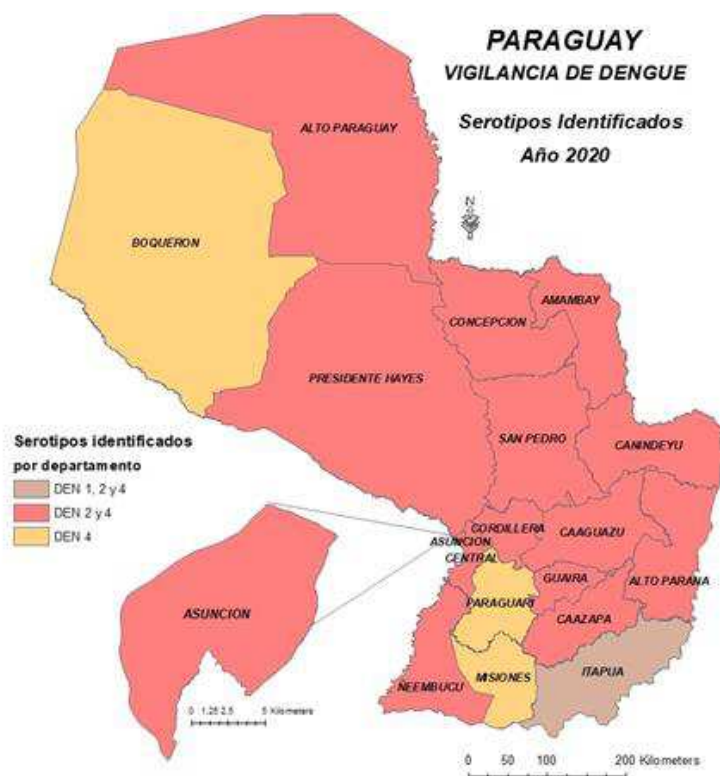 PARAGUAY
VIGILANCIA DE DENGUE
Serotipos Identificados
Año 2020
N
ALTO PARAGUAY
BOQUERON
CONCEPCION
AMAMBAY
PRESIDENTE HAYES
SAN PEDRO
CANINDEYU
Serotipos identificados
por departamento
DEN 1, 2 y 4
DEN 2 y 4
DEN 4
CORDILLERA
CAAGUAZU
ASUNCION
CENTRAL
GUAIRA
ALTO PARANA
PARAGUARI
CAAZAPA
ASUNCION
ITAPUA
MISIONES
NEEMBUCU
0 1,25 2,5 5 Kilometers
0 50 100 200 Kilometers